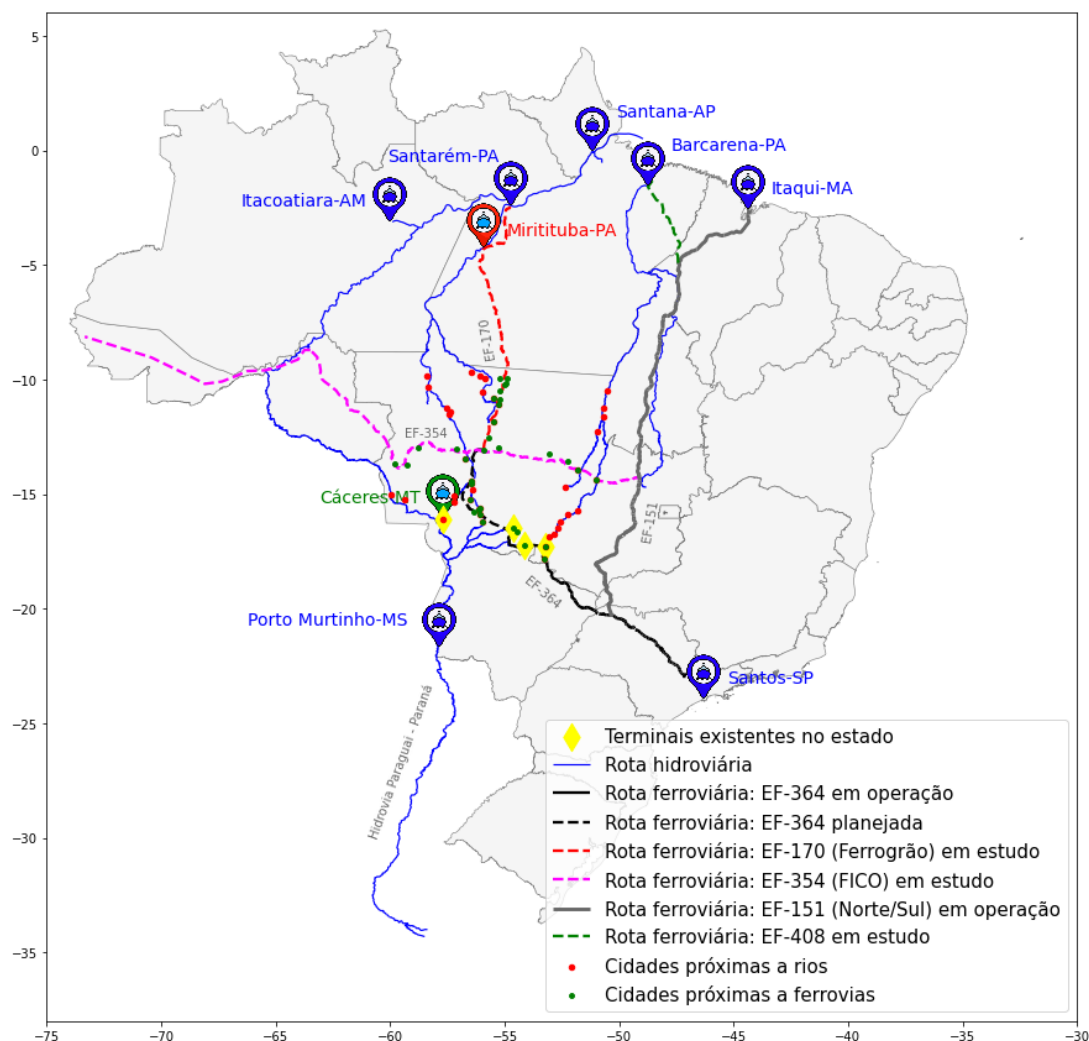 5
0
−5
−10
−15
−20
−25
−30
−35
−75
−70
−65
−60
−55
−50
−45
−40
−35
−30
Santana-AP
Barcarena-PA
Santarém-PA
Itaqui-MA
Itacoatiara-AM
Miritituba-PA
EF-170
EF-354
Cáceres-MT
EF-151
EF-364
Porto Murtinho-MS
Santos-SP
Hidrovia Paraguai - Paraná
Terminais existentes no estado
Rota hidroviária
Rota ferroviária: EF-364 em operação
Rota ferroviária: EF-364 planejada
Rota ferroviária: EF-170 (Ferrogrão) em estudo
Rota ferroviária: EF-354 (FICO) em estudo
Rota ferroviária: EF-151 (Norte/Sul) em operação
Rota ferroviária: EF-408 em estudo
Cidades próximas a rios
Cidades próximas a ferrovias